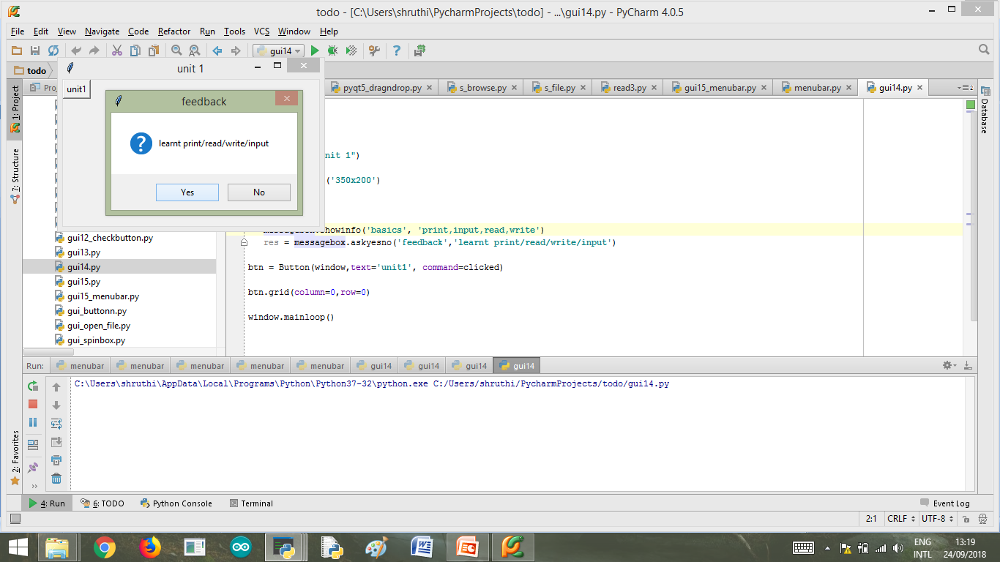 todo - [C:\Users\shruthi\PycharmProjects\todo] - ...\gui14.py - PyCharm 4.0.5
File Edit View Navigate Code Refactor Run Tools VCS Window Help
gui14
todo
unit 1
unit1
feedback
learnt print/read/write/input
Yes No
1: Project
7: Structure
2: Favorites
Pro
pyqt5_dragndrop.py s_browse.py s_file.py read3.py gui15_menubar.py menubar.py gui14.py
2
Database
nit 1")
('350x200')
howinfo('basics', 'print,input,read,write')
res = messagebox.askyesno('feedback','learnt print/read/write/input')
btn = Button(window,text='unit1', command=clicked)
btn.grid(column=0,row=0)
window.mainloop()
gui12_checkbutton.py
gui13.py
gui14.py
gui15.py
gui15_menubar.py
gui_buttonn.py
gui_open_file.py
gui_spinbox.py
Run: menubar menubar menubar menubar menubar gui14 gui14 gui14 gui14
C:\Users\shruthi\AppData\Local\Programs\Python\Python37-32\python.exe C:/Users/shruthi/PycharmProjects/todo/gui14.py
4: Run 6: TODO Python Console Terminal Event Log
2:1 CRLF UTF-8
ENG 13:19
INTL 24/09/2018